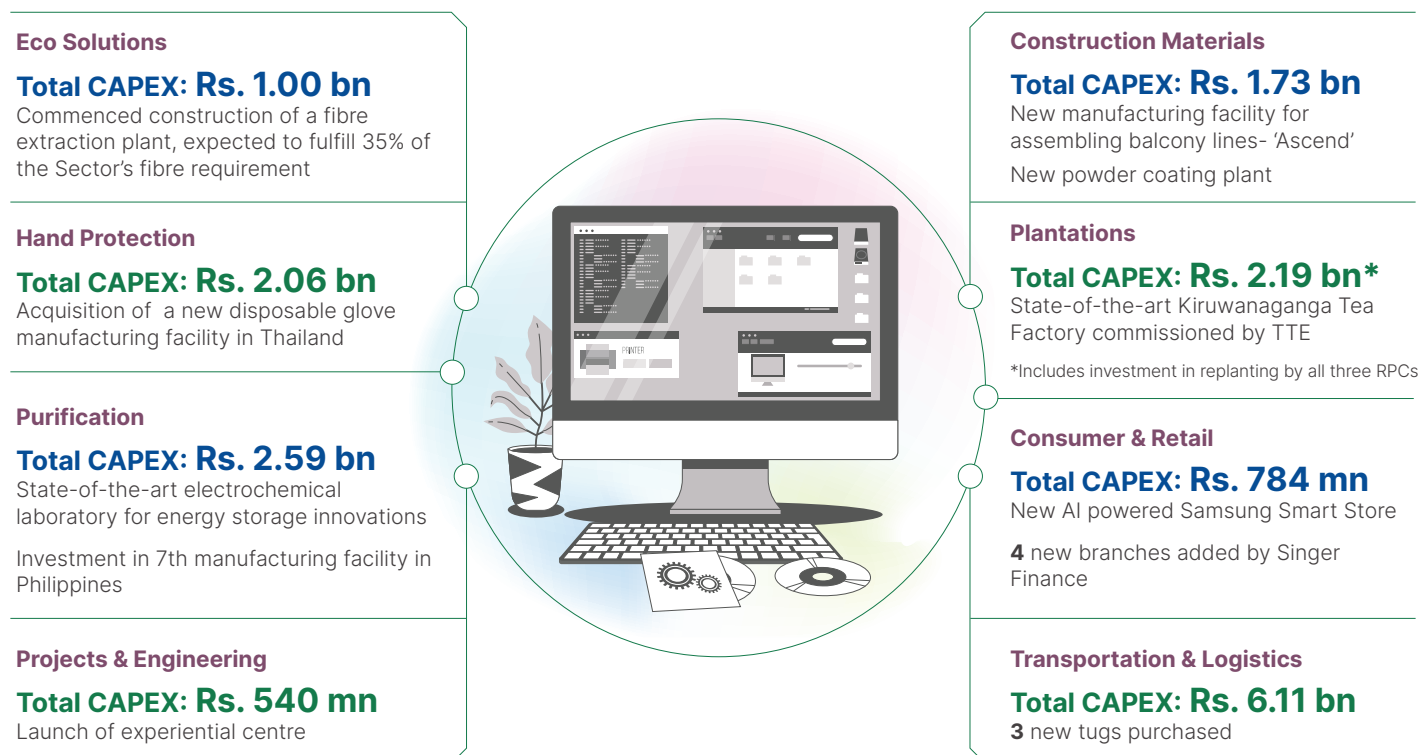 Eco Solutions
Total CAPEX: Rs. 1.00 bn
Commenced construction of a fibre
extraction plant, expected to fulfill 35% of
the Sector's fibre requirement
Hand Protection
Total CAPEX: Rs. 2.06 bn
Acquisition of a new disposable glove
manufacturing facility in Thailand
Purification
Total CAPEX: Rs. 2.59 bn
State-of-the-art electrochemical
laboratory for energy storage innovations
Investment in 7th manufacturing facility in
Philippines
Projects & Engineering
Total CAPEX: Rs. 540 mn
Launch of experiential centre
PRINTER
Construction Materials
Total CAPEX: Rs. 1.73 bn
New manufacturing facility for
assembling balcony lines- ‘Ascend’
New powder coating plant
Plantations
Total CAPEX: Rs. 2.19 bn*
State-of-the-art Kiruwanaganga Tea
Factory commissioned by TTE
*Includes investment in replanting by all three RPCs
Consumer & Retail
Total CAPEX: Rs. 784 mn
New AI powered Samsung Smart Store
4 new branches added by Singer
Finance
Transportation & Logistics
Total CAPEX: Rs. 6.11 bn
3 new tugs purchased